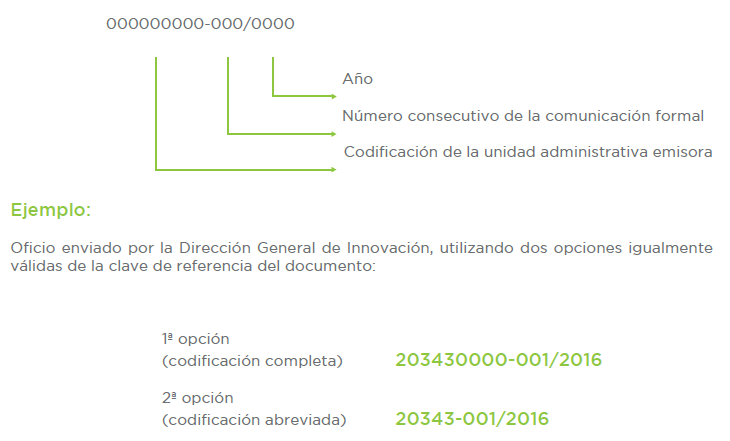 000000000-000/0000
Año
Número consecutivo de la comunicación formal
Codificación de la unidad administrativa emisora
Ejemplo:
Oficio enviado por la Dirección General de Innovación, utilizando dos opciones igualmente
válidas de la clave de referencia del documento:
1ª opción
(codificación completa) 203430000-001/2016
2ª opción
(codificación abreviada) 20343-001/2016